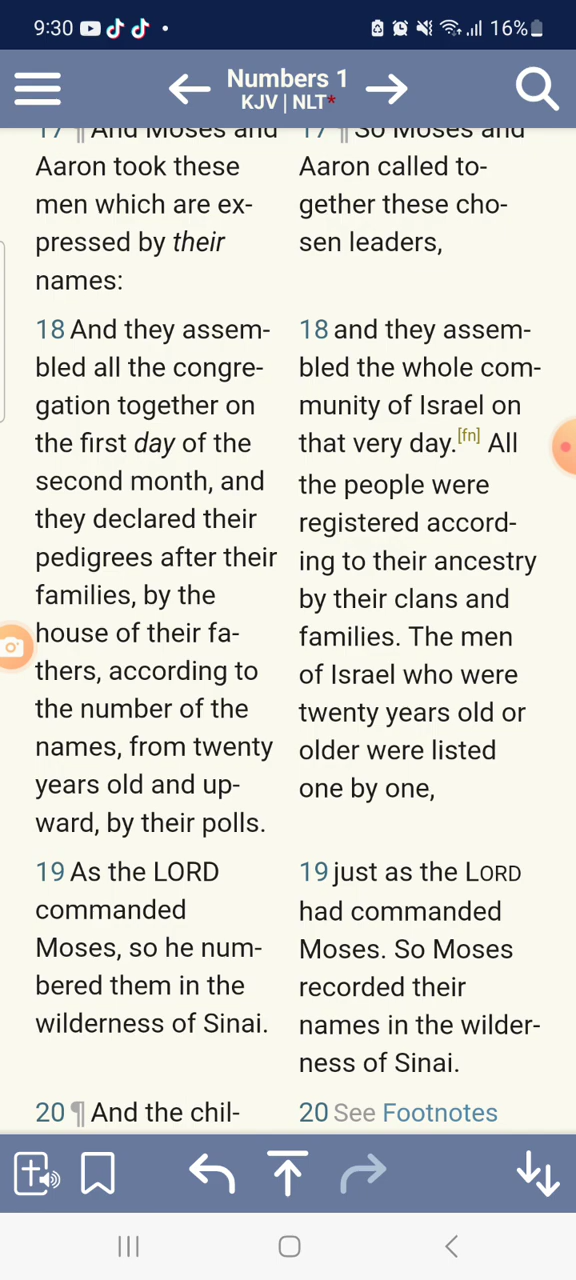 9:30
16%
Numbers 1
KJV | NLT*
17 ¶ And Moses and
Aaron took these
men which are ex-
pressed by their
names:
18 And they assem-
bled all the congre-
gation together on
the first day of the
second month, and
they declared their
pedigrees after their
families, by the
house of their fa-
thers, according to
the number of the
names, from twenty
years old and up-
ward, by their polls.
19 As the LORD
commanded
Moses, so he num-
bered them in the
wilderness of Sinai.
20 ¶ And the chil-
17 ¶ So Moses and
Aaron called to-
gether these cho-
sen leaders,
18 and they assem-
bled the whole com-
munity of Israel on
that very day.[fn] All
the people were
registered accord-
ing to their ancestry
by their clans and
families. The men
of Israel who were
twenty years old or
older were listed
one by one,
19 just as the LORD
had commanded
Moses. So Moses
recorded their
names in the wilder-
ness of Sinai.
20 See Footnotes